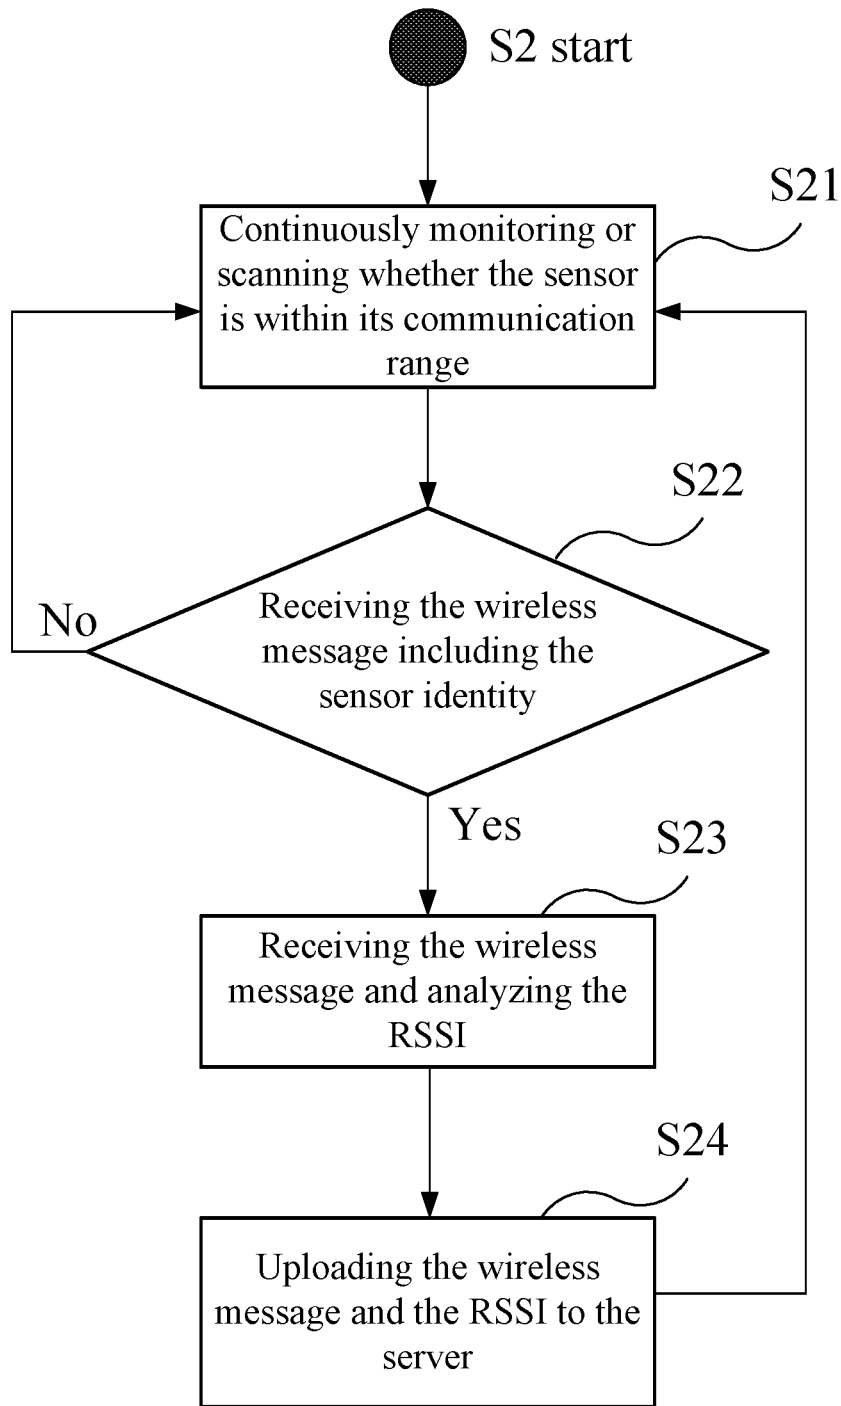 S2 start
S21
Continuously monitoring or
scanning whether the sensor
is within its communication
range
S22
Receiving the wireless
message including the
sensor identity
No
Yes
S23
Receiving the wireless
message and analyzing the
RSSI
S24
Uploading the wireless
message and the RSSI to the
server